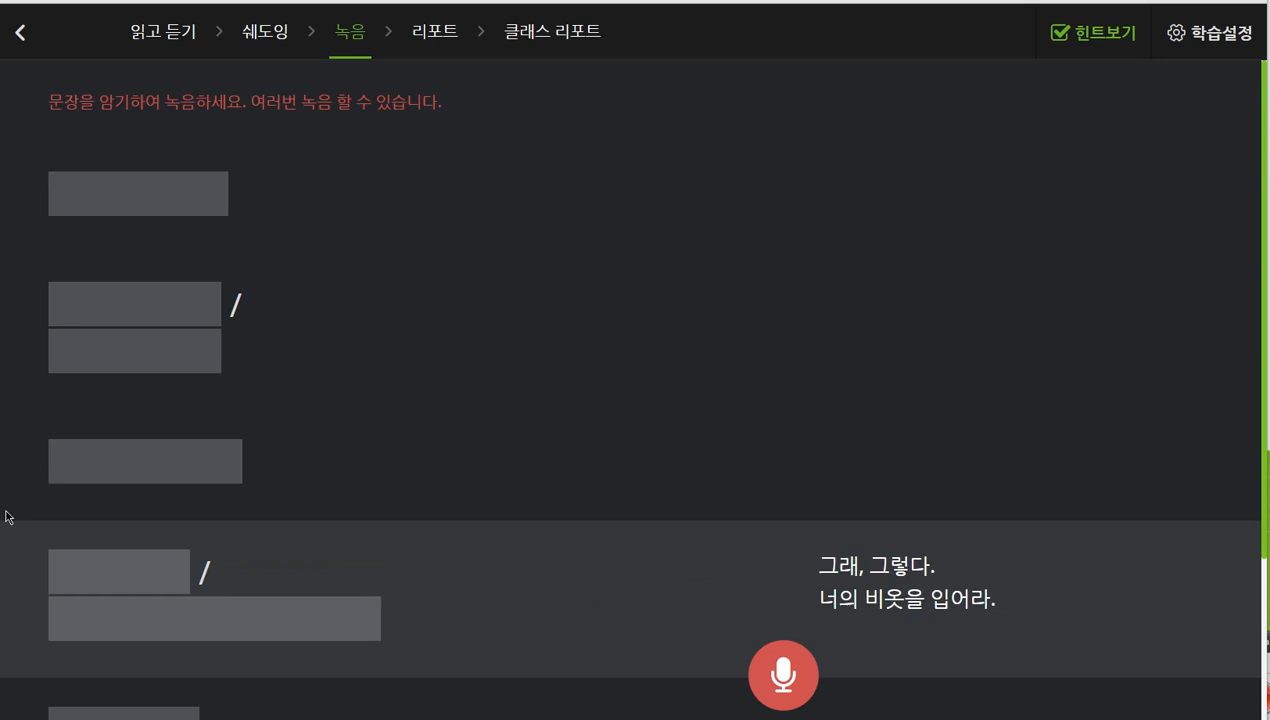 읽고 듣기 > 쉐도잉 > 녹음 > 리포트 > 클래스 리포트
힌트보기
학습설정
문장을 암기하여 녹음하세요. 여러번 녹음 할 수 있습니다.
/
/
그래, 그렇다.
너의 비옷을 입어라.